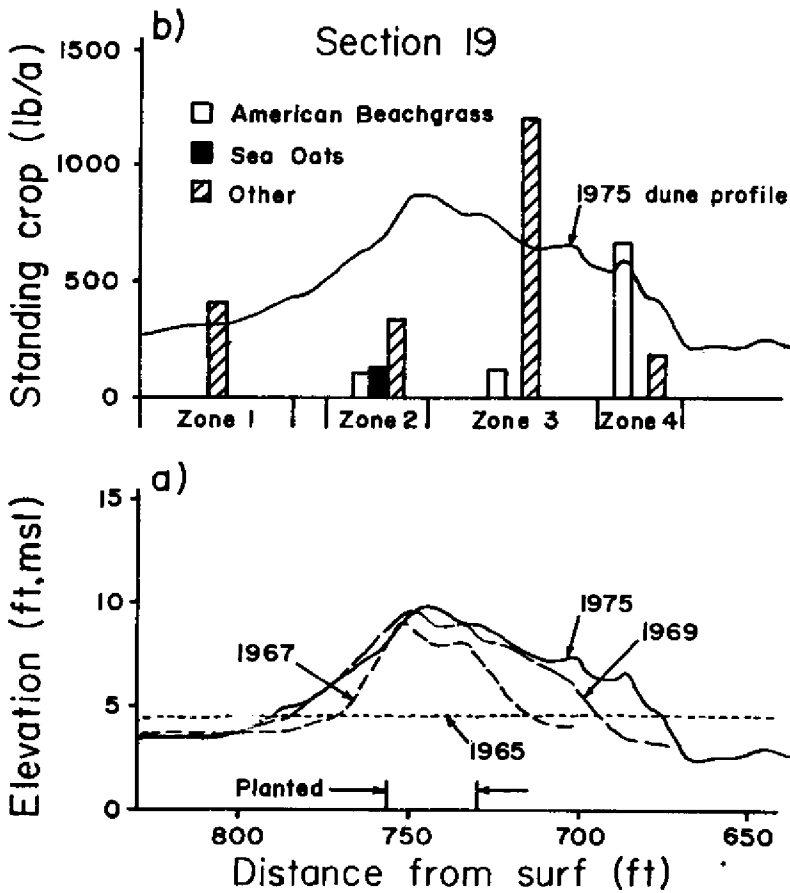 b)
Section 19
1500
1000
500
0
Standing crop (lb/a)
American Beachgrass
Sea Oats
Other
1975 dune profile
Zone 1
Zone 2
Zone 3
Zone 4
a)
15
10
5
0
Elevation (ft,msl)
1967
1975
1969
1965
Planted
800
750
700
650
Distance from surf (ft)